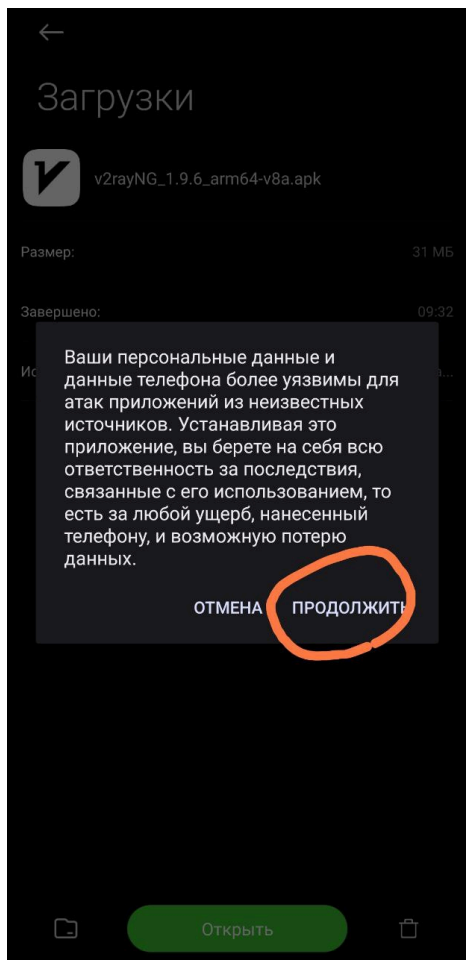 Загрузки
v2rayNG_1.9.6_arm64-v8a.apk
Размер: 31 МБ
Завершено: 09:32
Ваши персональные данные и
данные телефона более уязвимы для
атак приложений из неизвестных
источников. Устанавливая это
приложение, вы берете на себя всю
ответственность за последствия,
связанные с его использованием, то
есть за любой ущерб, нанесенный
телефону, и возможную потерю
данных.
ОТМЕНА ПРОДОЛЖИТЬ
Открыть